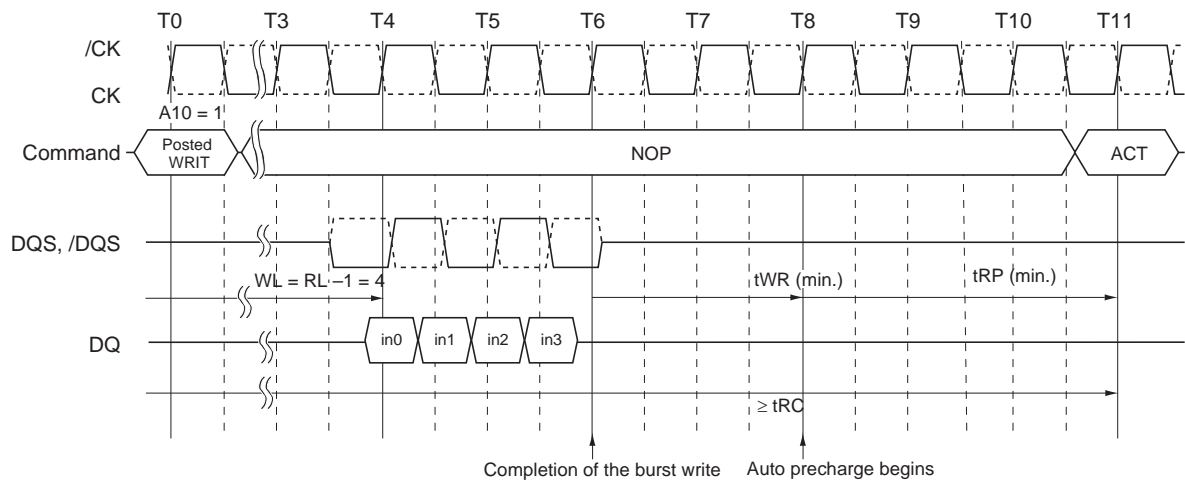 T0 T3 T4 T5 T6 T7 T8 T9 T10 T11
/CK
CK
A10 = 1
Command
Posted
WRIT
NOP
ACT
DQS, /DQS
WL = RL –1 = 4
tWR (min.)
tRP (min.)
DQ
in0 in1 in2 in3
≥ tRC
Completion of the burst write
Auto precharge begins